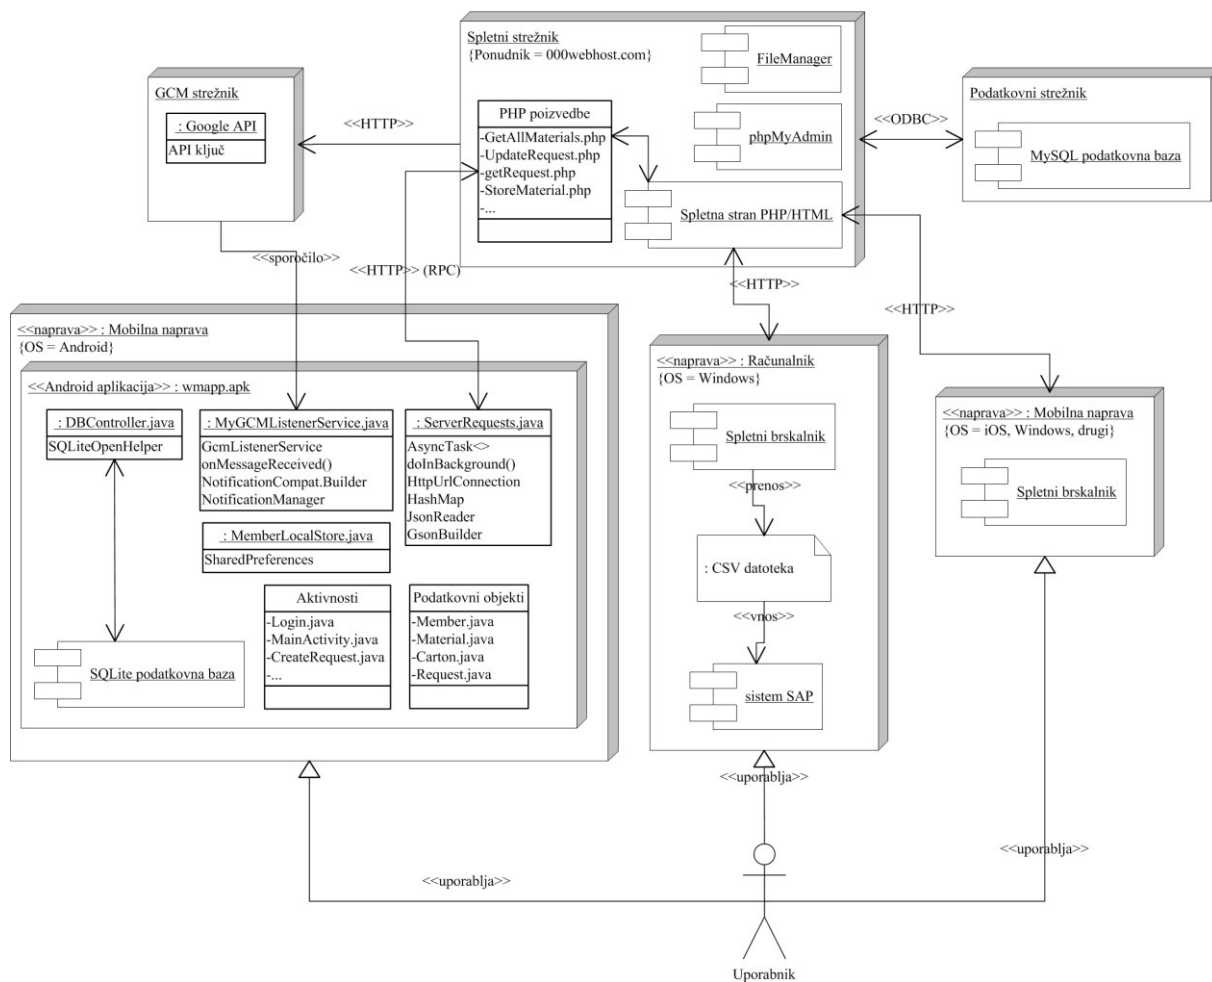 Spletni strežnik
{Ponudnik = 000webhost.com}
FileManager
phpMyAdmin
PHP poizvedbe
-GetAllMaterials.php
-UpdateRequest.php
-getRequest.php
-StoreMaterial.php
-...
Spletna stran PHP/HTML
GCM strežnik
: Google API
API ključ
<<HTTP>>
<<ODBC>>
Podatkovni strežnik
MySQL podatkovna baza
<<sporočilo>>
<<HTTP>> (RPC)
<<HTTP>>
<<HTTP>>
<<naprava>> : Mobilna naprava
{OS = Android}
<<Android aplikacija>> : wmapp.apk
: DBController.java
SQLiteOpenHelper
: MyGCMListenerService.java
GcmListenerService
onMessageReceived()
NotificationCompat.Builder
NotificationManager
: ServerRequests.java
AsyncTask<>
doInBackground()
HttpUrlConnection
HashMap
JsonReader
GsonBuilder
: MemberLocalStore.java
SharedPreferences
Aktivnosti
-Login.java
-MainActivity.java
-CreateRequest.java
-...
Podatkovni objekti
-Member.java
-Material.java
-Carton.java
-Request.java
SQLite podatkovna baza
<<naprava>> : Računalnik
{OS = Windows}
Spletni brskalnik
<<prenos>>
: CSV datoteka
<<vnos>>
sistem SAP
<<naprava>> : Mobilna naprava
{OS = iOS, Windows, drugi}
Spletni brskalnik
<<uporablja>>
<<uporablja>>
<<uporablja>>
Uporabnik